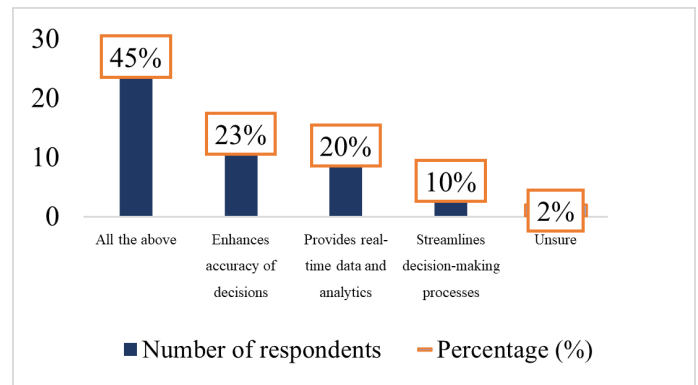 30
20
10
0
45%
23%
20%
10%
2%
All the above
Enhances
accuracy of
decisions
Provides real-
time data and
analytics
Streamlines
decision-making
processes
Unsure
Number of respondents
Percentage (%)